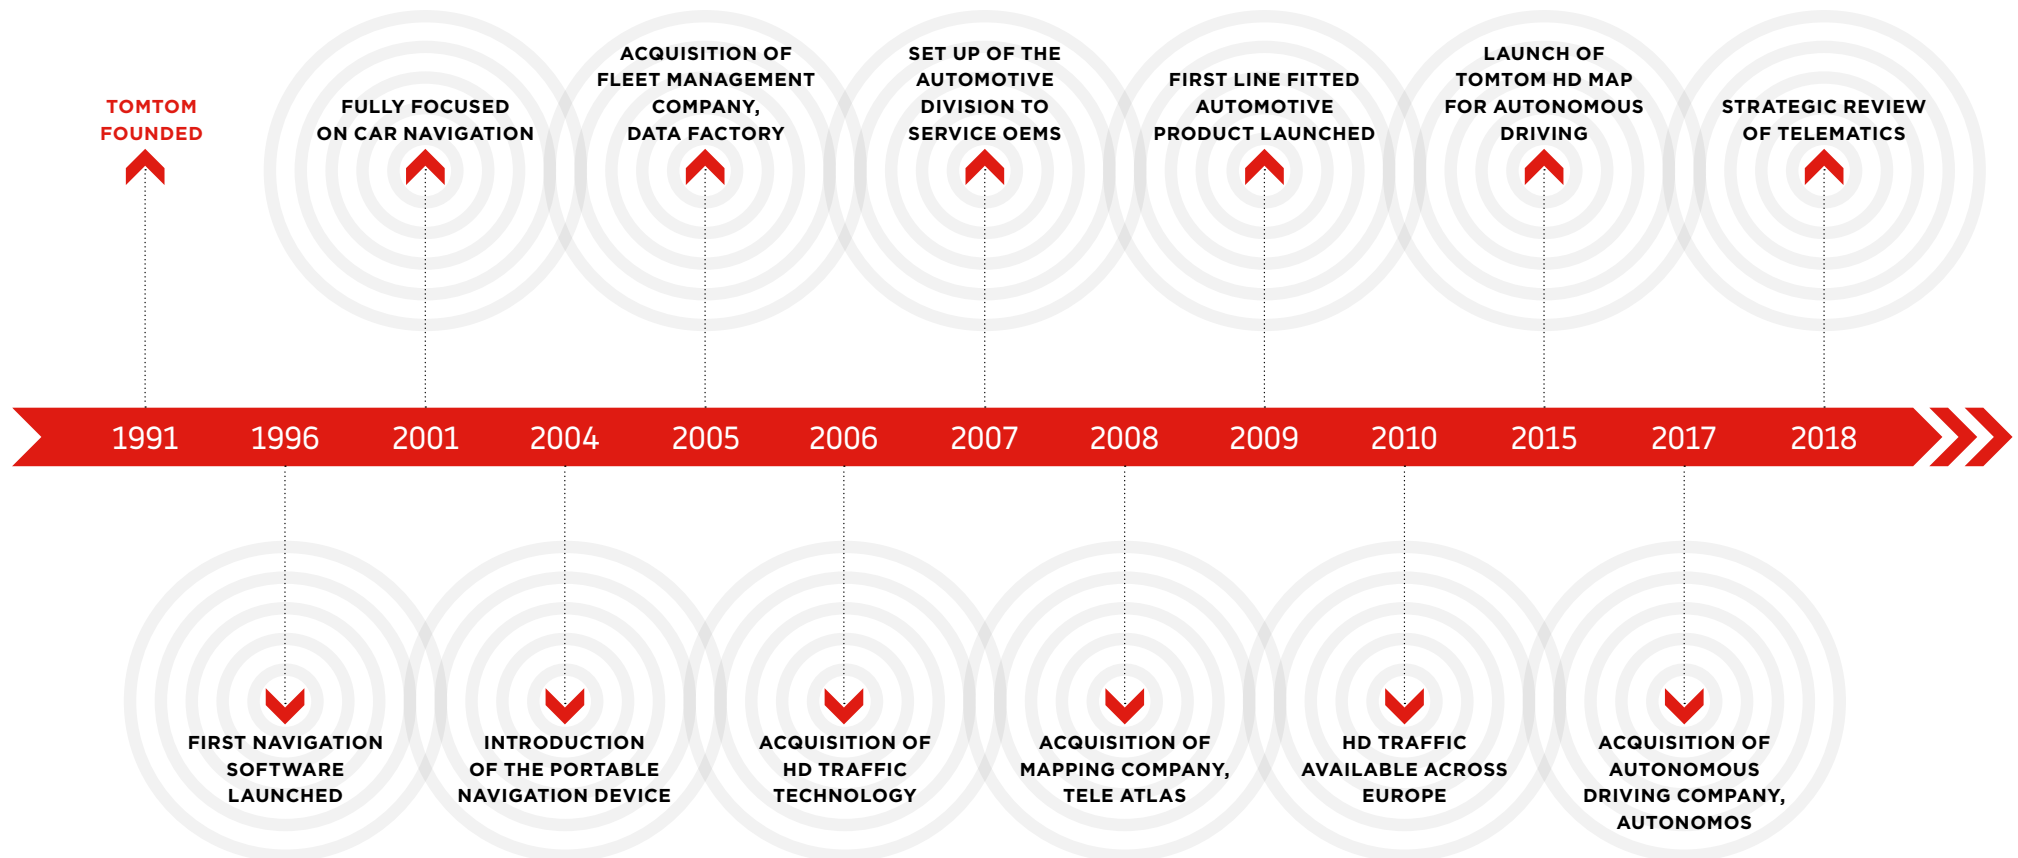 TOMTOM
FOUNDED
FULLY FOCUSED
ON CAR NAVIGATION
ACQUISITION OF
FLEET MANAGEMENT
COMPANY,
DATA FACTORY
SET UP OF THE
AUTOMOTIVE
DIVISION TO
SERVICE OEMS
FIRST LINE FITTED
AUTOMOTIVE
PRODUCT LAUNCHED
LAUNCH OF
TOMTOM HD MAP
FOR AUTONOMOUS
DRIVING
STRATEGIC REVIEW
OF TELEMATICS
1991 1996 2001 2004 2005 2006 2007 2008 2009 2010 2015 2017 2018
FIRST NAVIGATION
SOFTWARE
LAUNCHED
INTRODUCTION
OF THE PORTABLE
NAVIGATION DEVICE
ACQUISITION OF
HD TRAFFIC
TECHNOLOGY
ACQUISITION OF
MAPPING COMPANY,
TELE ATLAS
HD TRAFFIC
AVAILABLE ACROSS
EUROPE
ACQUISITION OF
AUTONOMOUS
DRIVING COMPANY,
AUTONOMOS